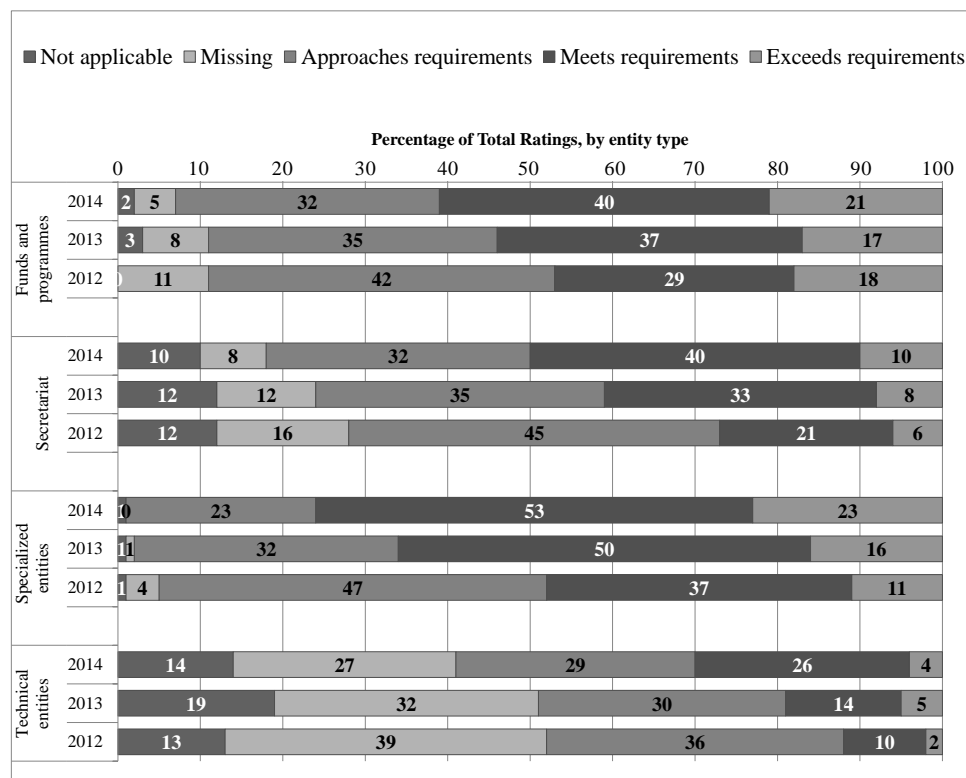 Not applicable Missing Approaches requirements Meets requirements Exceeds requirements
Percentage of Total Ratings, by entity type
0 10 20 30 40 50 60 70 80 90 100
Funds and programmes
2014 2 5 32 40 21
2013 3 8 35 37 17
2012 0 11 42 29 18
Secretariat
2014 10 8 32 40 10
2013 12 12 35 33 8
2012 12 16 45 21 6
Specialized entities
2014 1 0 23 53 23
2013 1 1 32 50 16
2012 1 4 47 37 11
Technical entities
2014 14 27 29 26 4
2013 19 32 30 14 5
2012 13 39 36 10 2